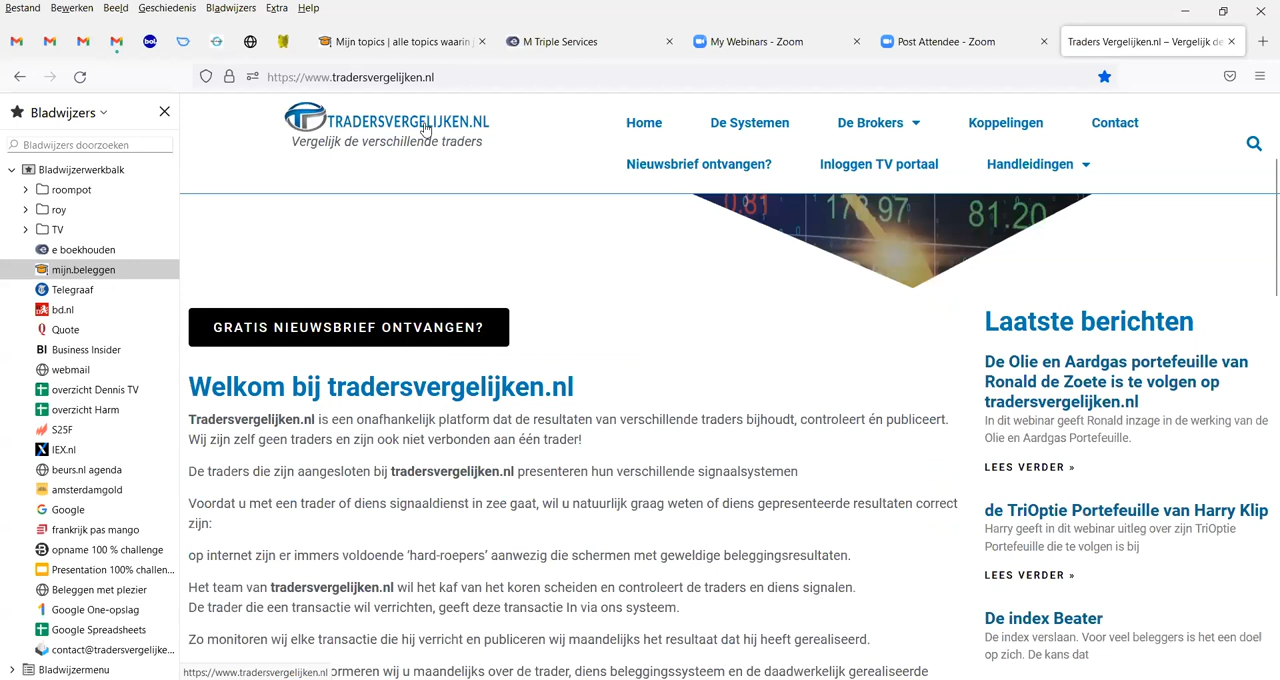 Bestand Bewerken Beeld Geschiedenis Bladwijzers Extra Help
bol
Mijn topics | alle topics waarin j
M Triple Services
My Webinars - Zoom
Post Attendee - Zoom
Traders Vergelijken.nl – Vergelijk de
https://www.tradersvergelijken.nl
Bladwijzers
Bladwijzers doorzoeken
Bladwijzerwerkbalk
roompot
roy
TV
e boekhouden
mijn.beleggen
Telegraaf
bd.nl
Quote
BI Business Insider
webmail
overzicht Dennis TV
overzicht Harm
S25F
IEX.nl
beurs.nl agenda
amsterdamgold
Google
frankrijk pas mango
opname 100 % challenge
Presentation 100% challen...
Beleggen met plezier
Google One-opslag
Google Spreadsheets
contact@tradersvergelijke...
Bladwijzermenu
TRADERSVERGELIJKEN.NL
Vergelijk de verschillende traders
Home De Systemen De Brokers Koppelingen Contact
Nieuwsbrief ontvangen? Inloggen TV portaal Handleidingen
0.81 173.97 81.20
GRATIS NIEUWSBRIEF ONTVANGEN?
Welkom bij tradersvergelijken.nl
Tradersvergelijken.nl is een onafhankelijk platform dat de resultaten van verschillende traders bijhoudt, controleert én publiceert.
Wij zijn zelf geen traders en zijn ook niet verbonden aan één trader!
De traders die zijn aangesloten bij tradersvergelijken.nl presenteren hun verschillende signaalsystemen
Voordat u met een trader of diens signaaldienst in zee gaat, wil u natuurlijk graag weten of diens gepresenteerde resultaten correct
zijn:
op internet zijn er immers voldoende ‘hard-roepers’ aanwezig die schermen met geweldige beleggingsresultaten.
Het team van tradersvergelijken.nl wil het kaf van het koren scheiden en controleert de traders en diens signalen.
De trader die een transactie wil verrichten, geeft deze transactie In via ons systeem.
Zo monitoren wij elke transactie die hij verricht en publiceren wij maandelijks het resultaat dat hij heeft gerealiseerd.
https://www.tradersvergelijken.nl ormeren wij u maandelijks over de trader, diens beleggingssysteem en de daadwerkelijk gerealiseerde
Laatste berichten
De Olie en Aardgas portefeuille van
Ronald de Zoete is te volgen op
tradersvergelijken.nl
In dit webinar geeft Ronald inzage in de werking van de
Olie en Aardgas Portefeuille.
LEES VERDER »
de TriOptie Portefeuille van Harry Klip
Harry geeft in dit webinar uitleg over zijn TriOptie
Portefeuille die te volgen is bij
LEES VERDER »
De index Beater
De index verslaan. Voor veel beleggers is het een doel
op zich. De kans dat